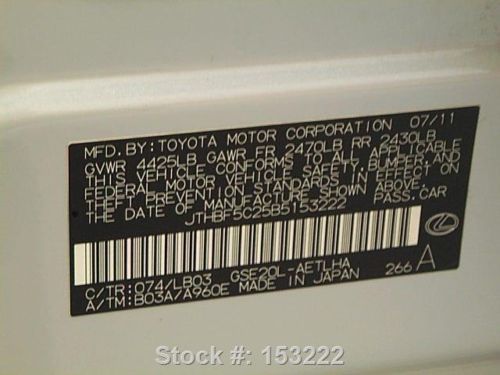 MFD. BY: TOYOTA MOTOR CORPORATION 07/11
GVWR 4425LB GAWR FR 2470LB RR 2430LB
THIS VEHICLE CONFORMS TO ALL APPLICABLE
FEDERAL MOTOR VEHICLE SAFETY, BUMPER, AND
THEFT PREVENTION STANDARDS IN EFFECT ON
THE DATE OF MANUFACTURE SHOWN ABOVE.
JTHBF5C25B5153222 PASS. CAR
C/TR: 074/LB03 GSE20L-AETLHA
A/TM: B03A/A960E MADE IN JAPAN 266 A
Stock #: 153222